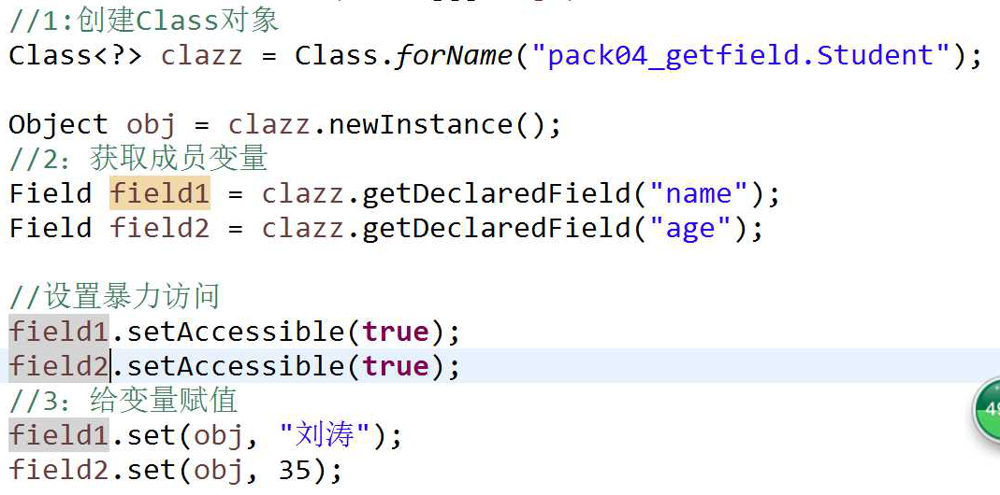 //1:创建Class对象
Class<?> clazz = Class.forName("pack04_getfield.Student");
Object obj = clazz.newInstance();
//2：获取成员变量
Field field1 = clazz.getDeclaredField("name");
Field field2 = clazz.getDeclaredField("age");
//设置暴力访问
field1.setAccessible(true);
field2.setAccessible(true);
//3：给变量赋值
field1.set(obj, "刘涛");
field2.set(obj, 35);